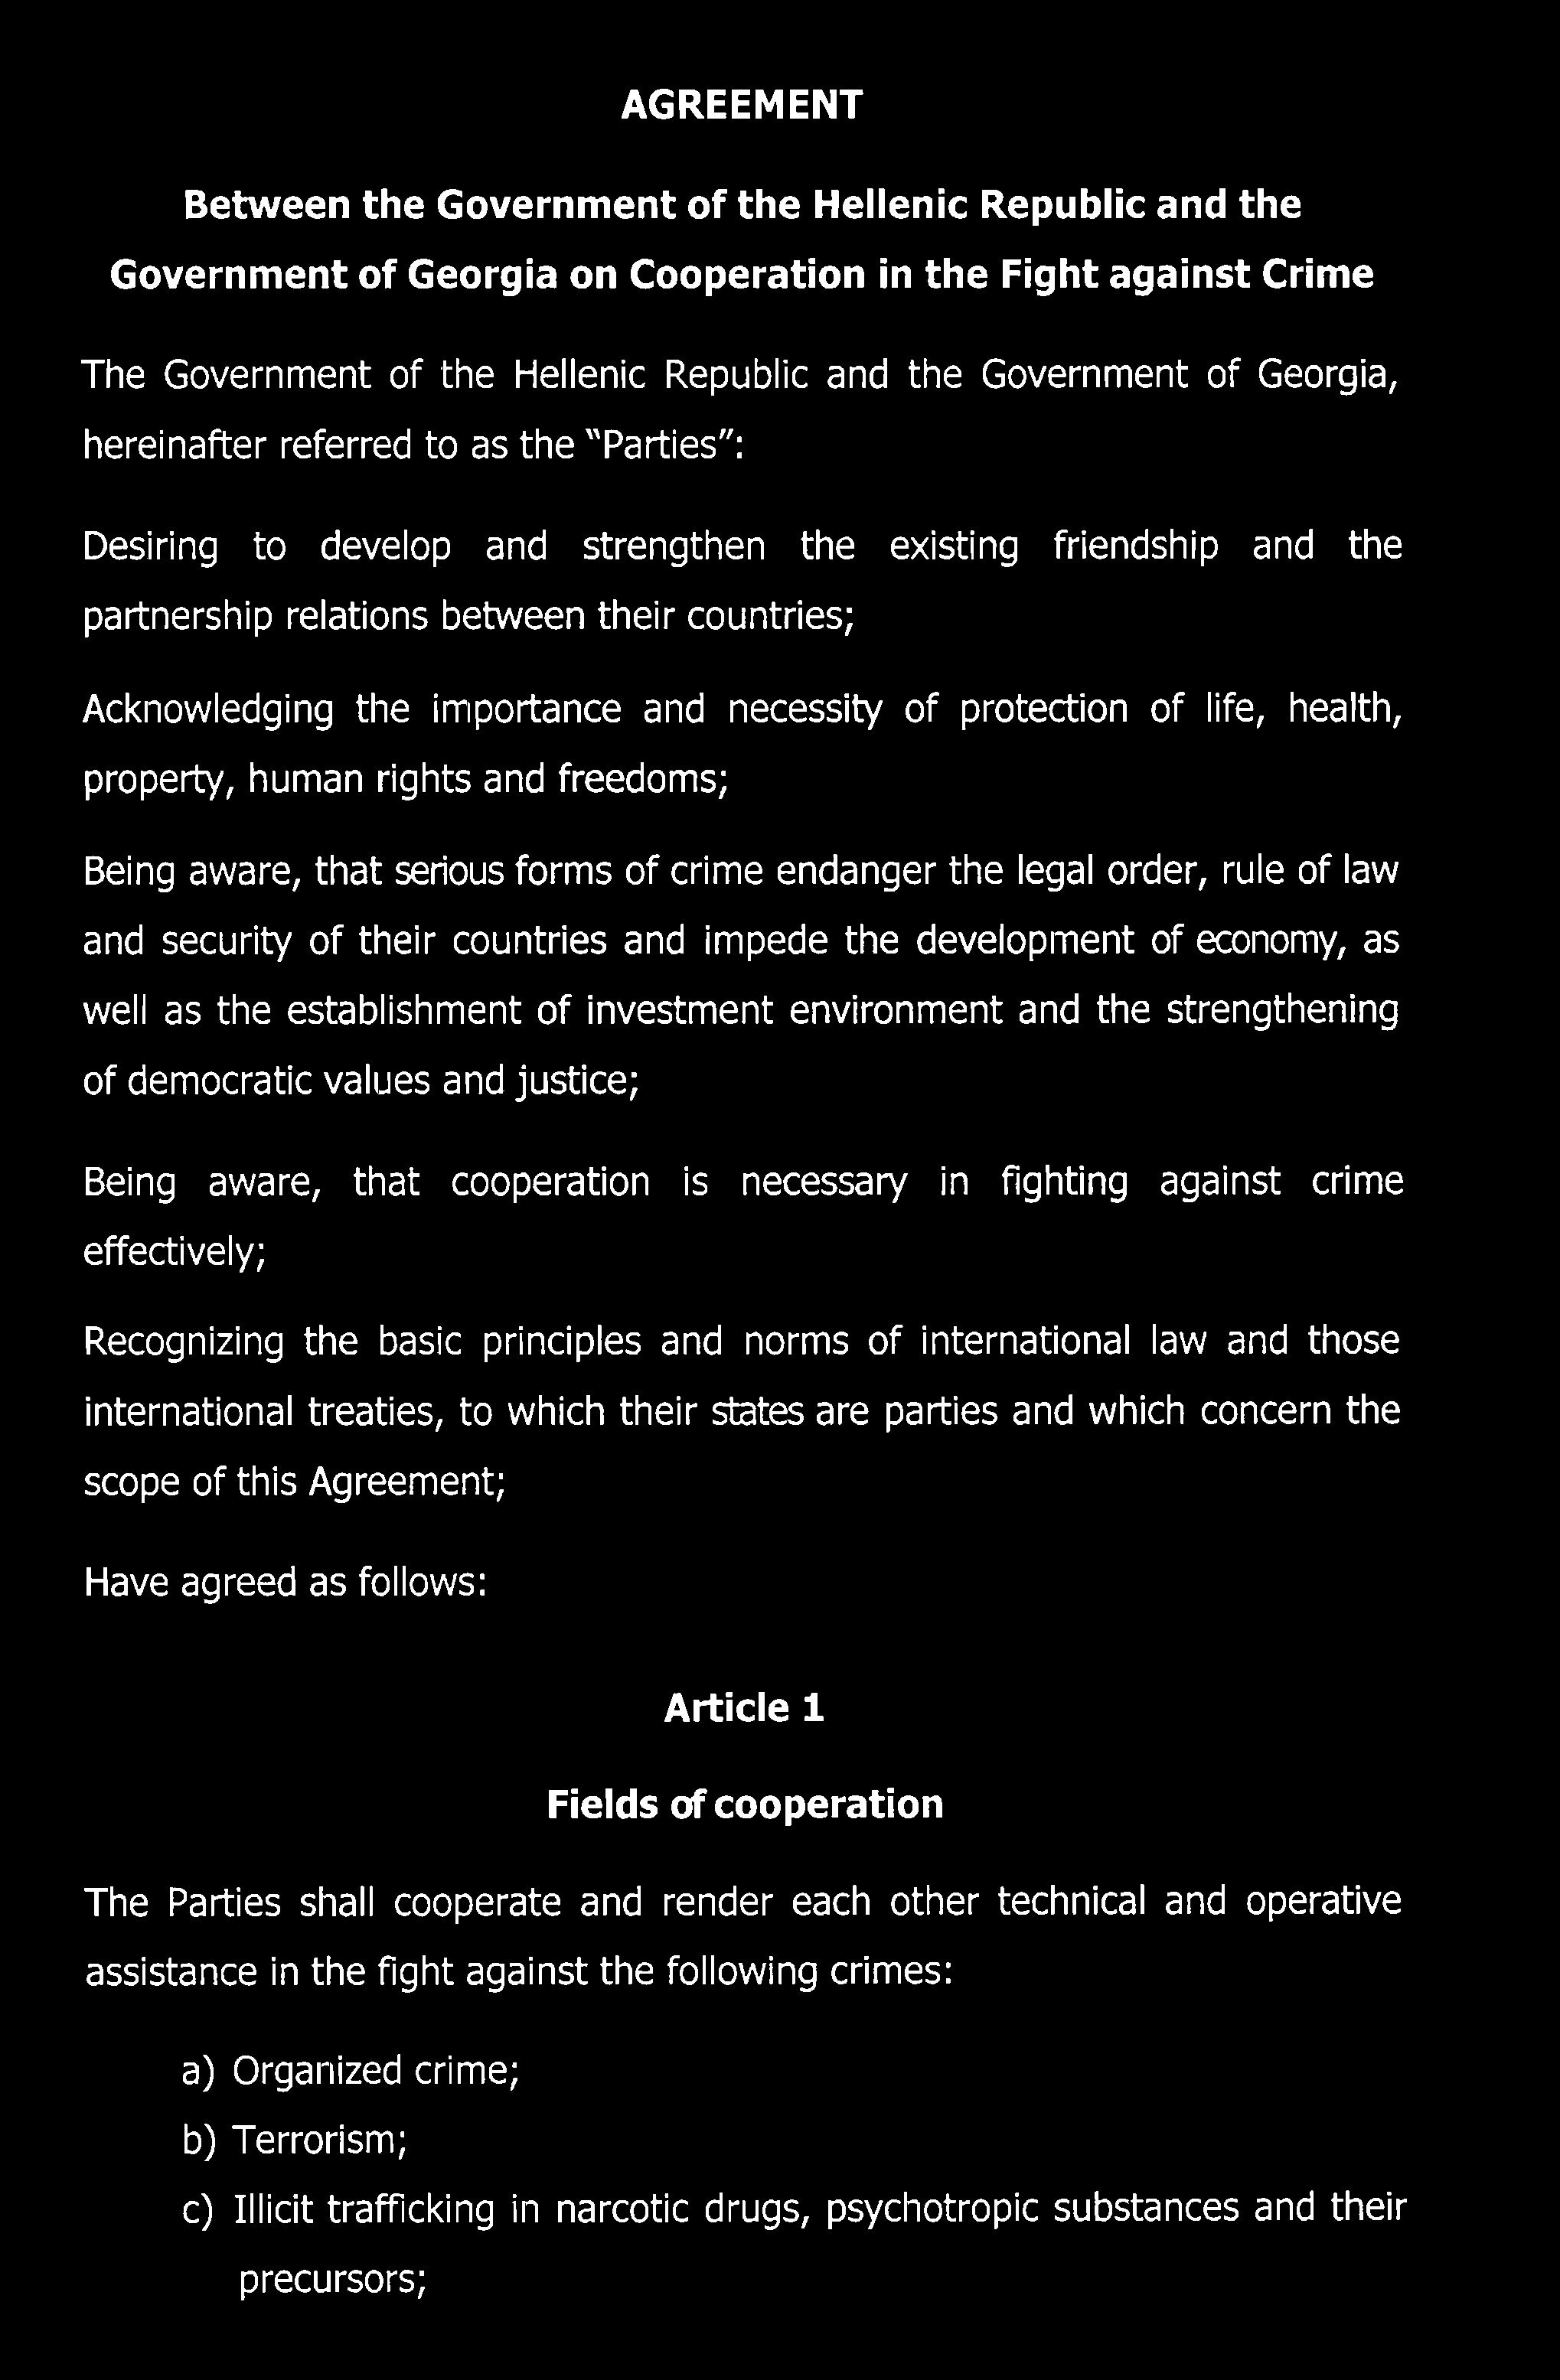 AGREEMENT
Between the Government of the Hellenic Republic and the
Government of Georgia on Cooperation in the Fight against Crime
The Government of the Hellenic Republic and the Government of Georgia,
hereinafter referred to as the "Parties":
Desiring to develop and strengthen the existing friendship and the
partnership relations between their countries;
Acknowledging the importance and necessity of protection of life, health,
property, human rights and freedoms;
Being aware, that serious forms of crime endanger the legal order, rule of law
and security of their countries and impede the development of economy, as
well as the establishment of investment environment and the strengthening
of democratic values and justice;
Being aware, that cooperation is necessary in fighting against crime
effectively;
Recognizing the basic principles and norms of international law and those
international treaties, to which their states are parties and which concern the
scope of this Agreement;
Have agreed as follows:
Article 1
Fields of cooperation
The Parties shall cooperate and render each other technical and operative
assistance in the fight against the following crimes:
a) Organized crime;
b) Terrorism;
c) Illicit trafficking in narcotic drugs, psychotropic substances and their
precursors;